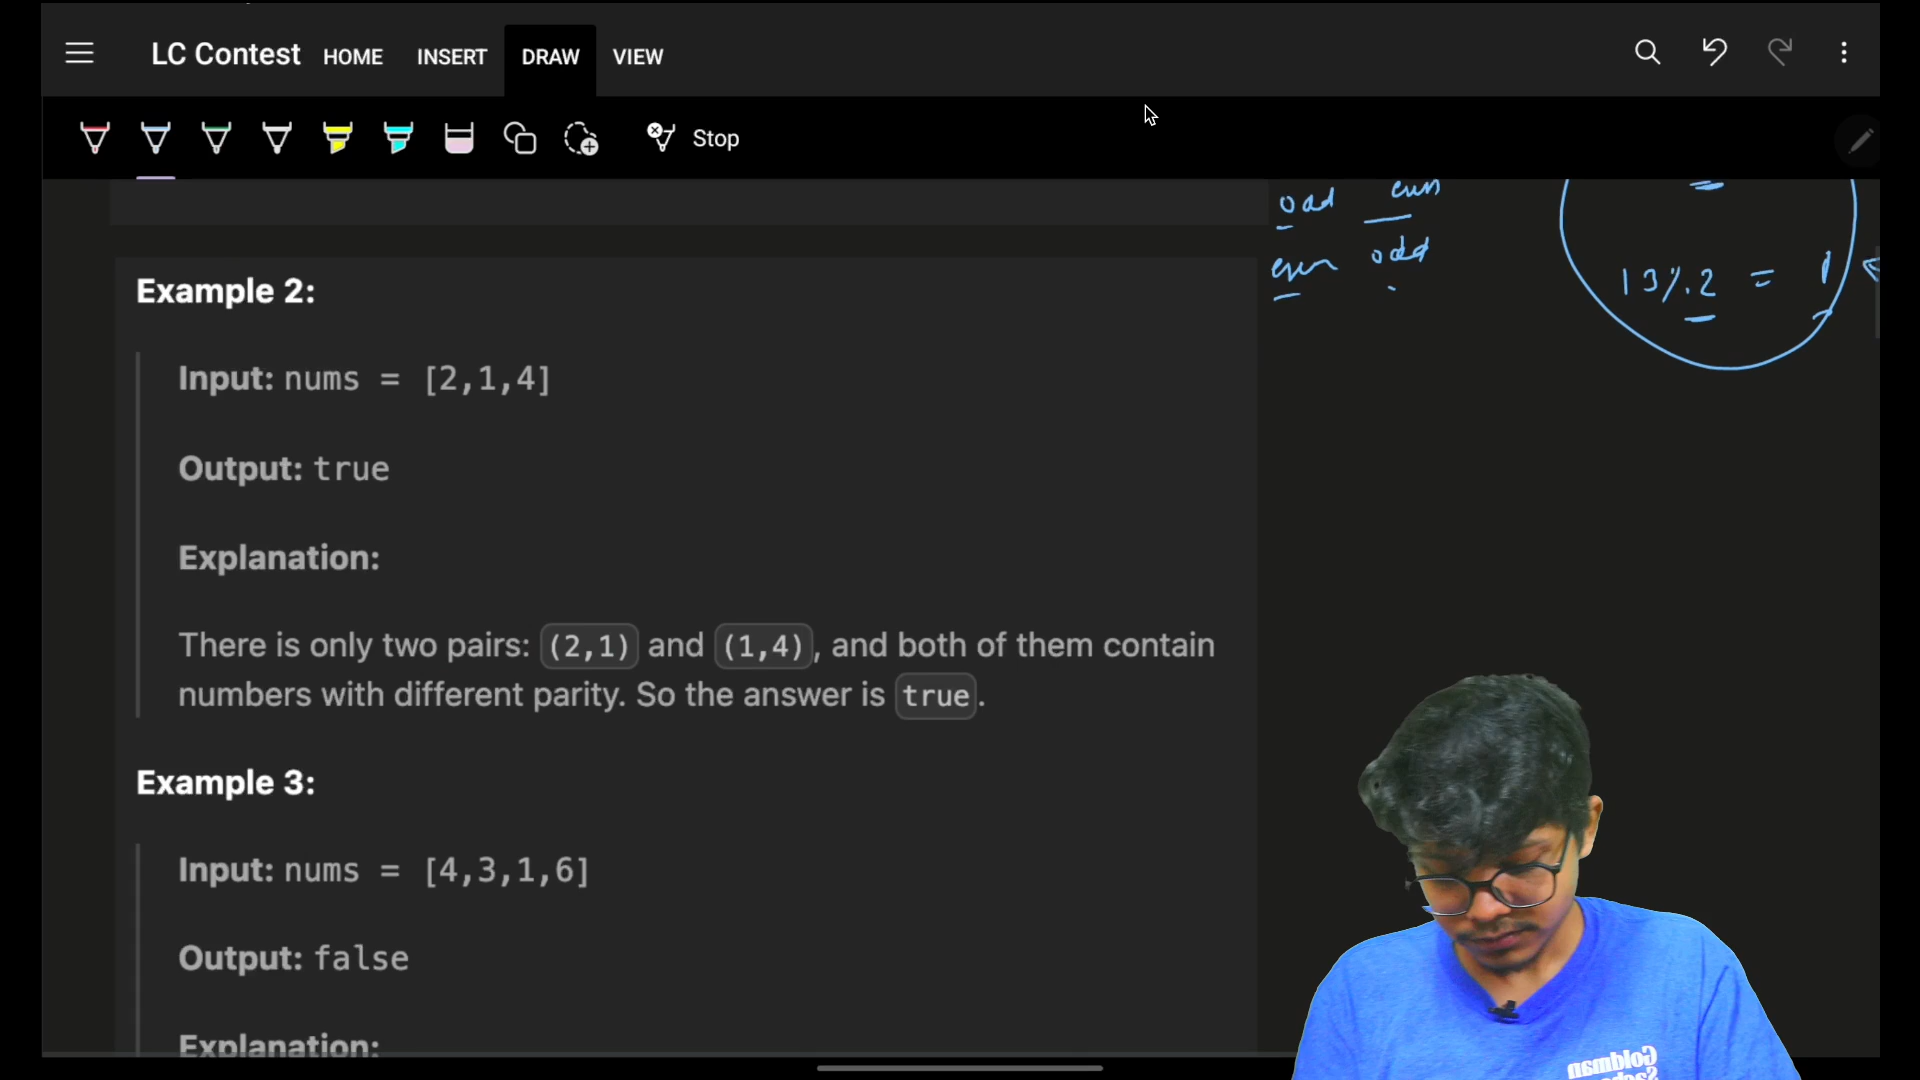 LC Contest HOME INSERT DRAW VIEW
Stop
odd even
even odd
13%.2 = 1
Example 2:
Input: nums = [2,1,4]
Output: true
Explanation:
There is only two pairs: (2,1) and (1,4), and both of them contain
numbers with different parity. So the answer is true.
Example 3:
Input: nums = [4,3,1,6]
Output: false
Explanation:
Goldman
Sachs